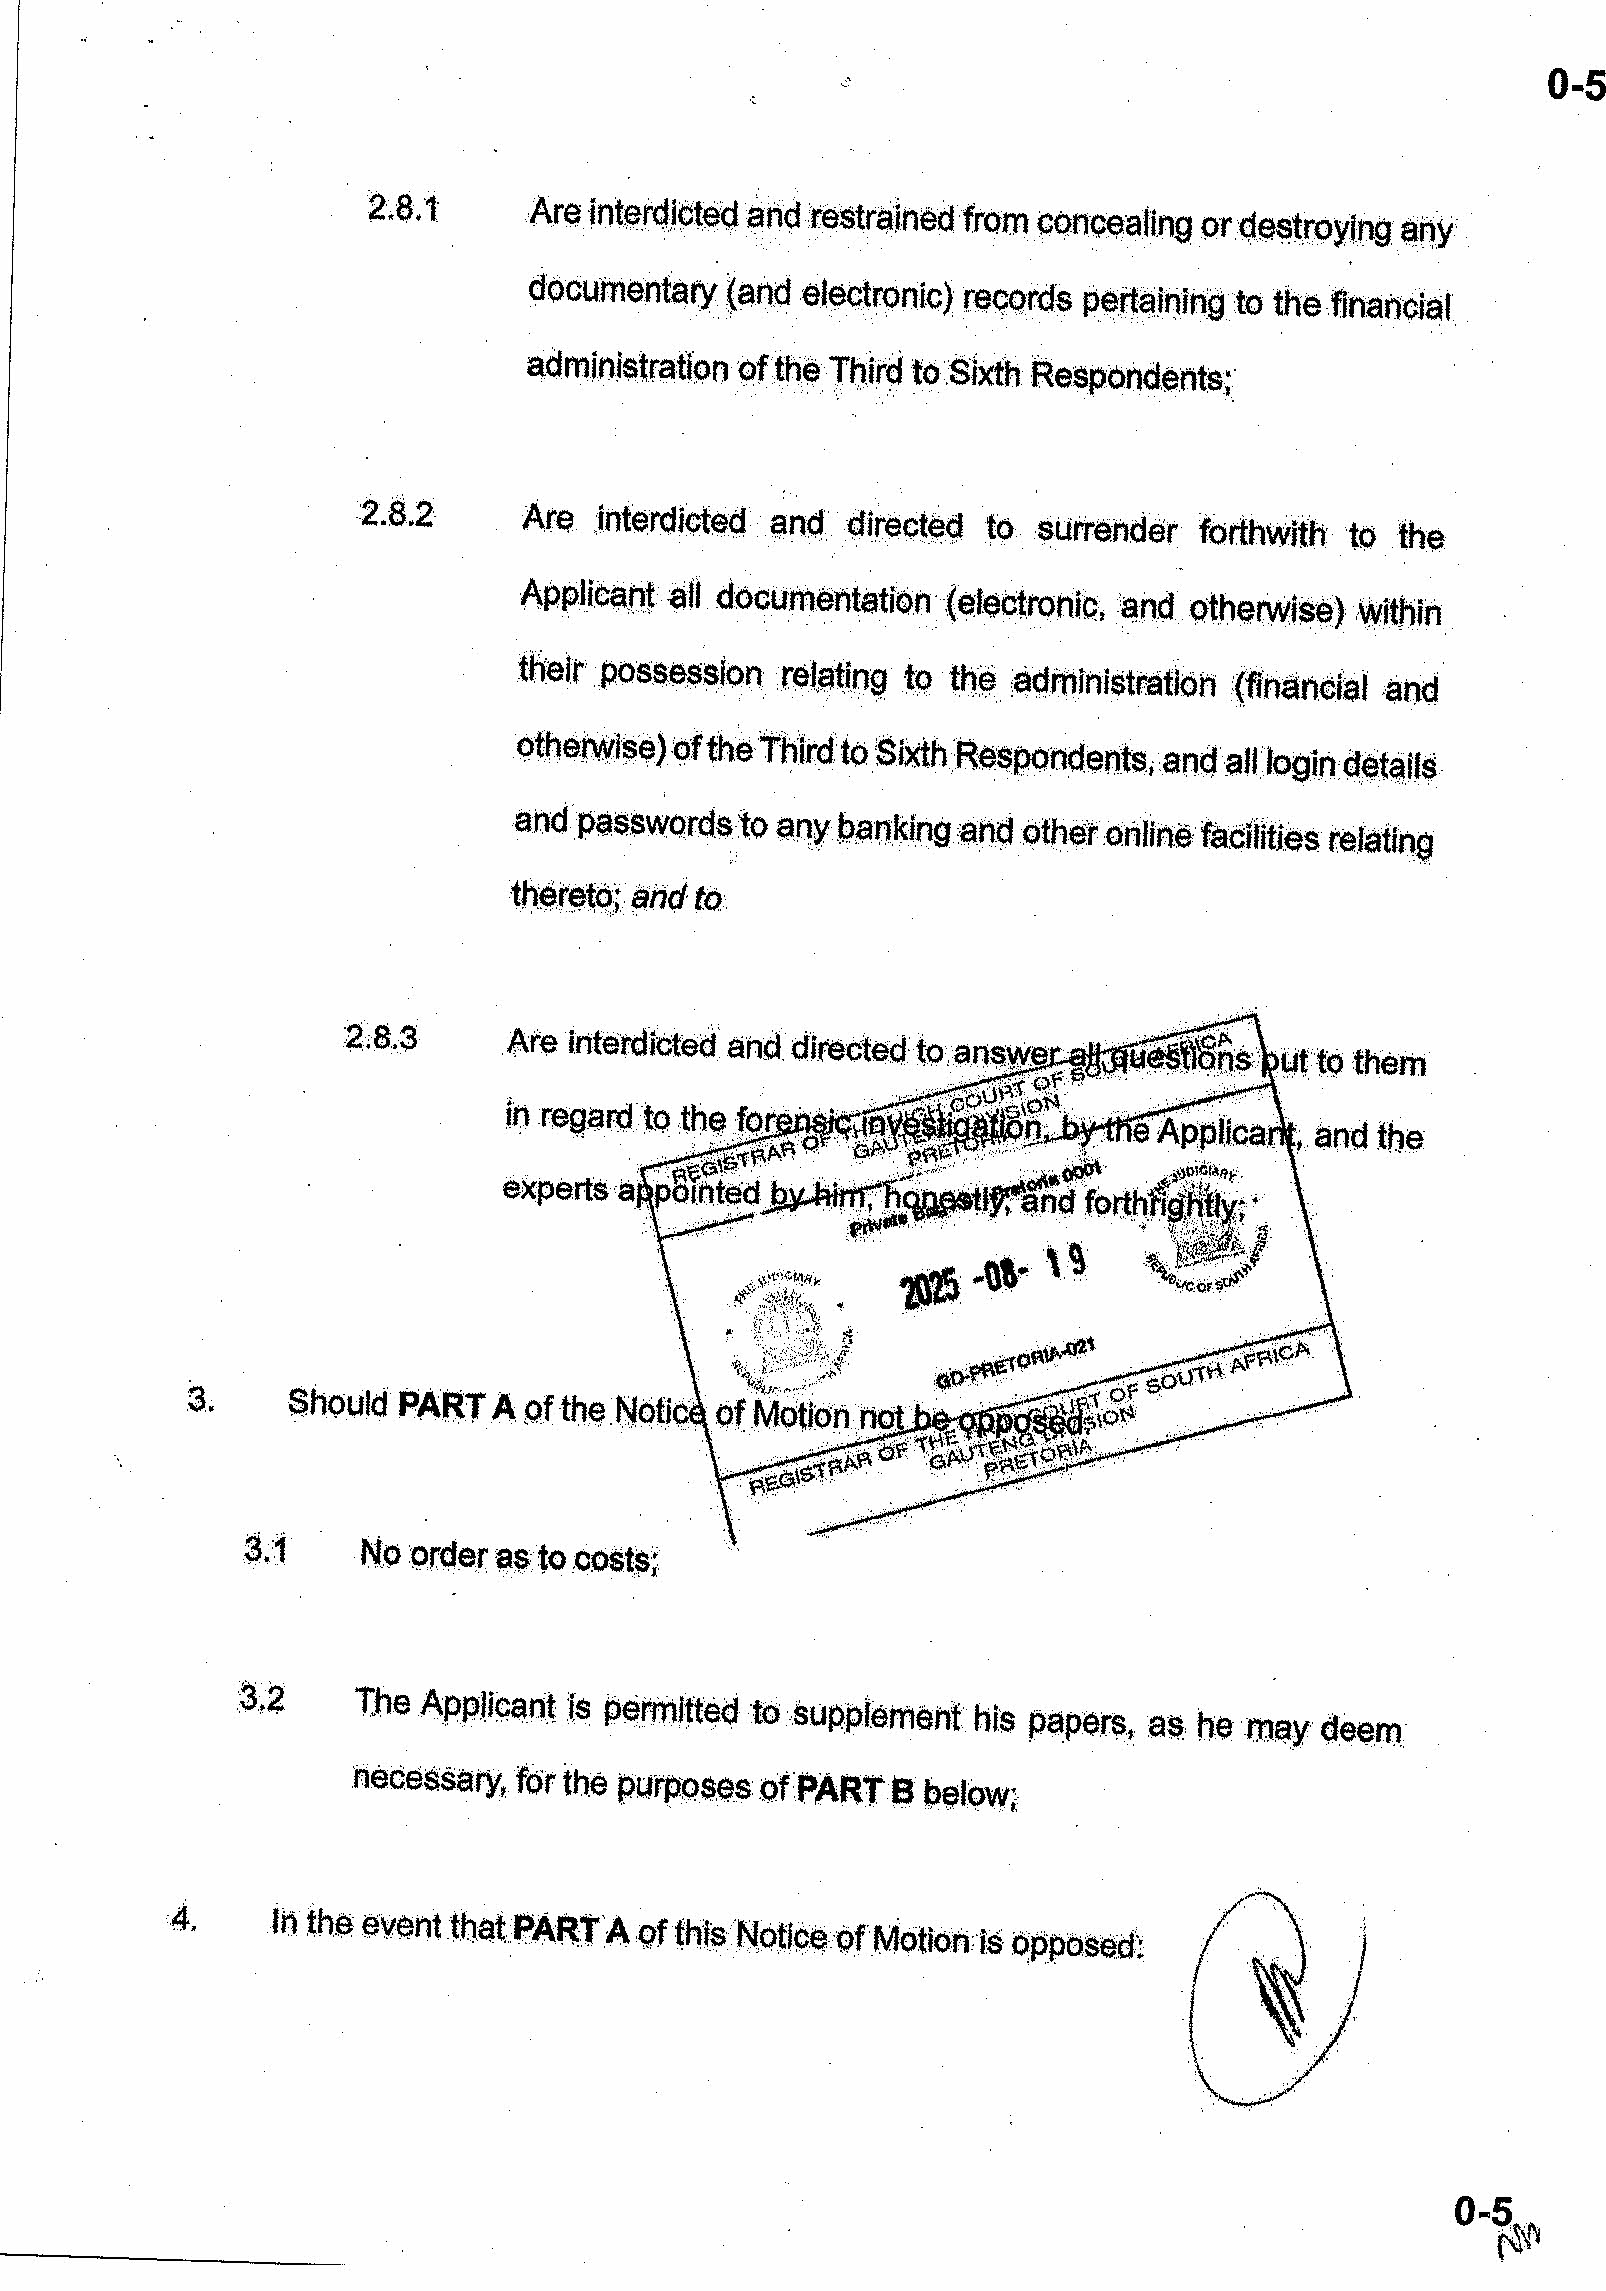 0-5
2.8.1 Are interdicted and restrained from concealing or destroying any
documentary (and electronic) records pertaining to the financial
administration of the Third to Sixth Respondents;
2.8.2 Are interdicted and directed to surrender forthwith to the
Applicant all documentation (electronic, and otherwise) within
their possession relating to the administration (financial and
otherwise) of the Third to Sixth Respondents, and all login details
and passwords to any banking and other online facilities relating
thereto; and to
2.8.3 Are interdicted and directed to answer all questions put to them
in regard to the forensic investigation, by the Applicant, and the
experts appointed by him, honestly, and forthrightly;
REGISTRAR OF THE HIGH COURT OF SOUTH AFRICA
GAUTENG DIVISION
PRETORIA
Private Bag Pretoria 0001
THE JUDICIARY
REPUBLIC OF SOUTH AFRICA
2025 -08- 19
THE JUDICIARY
GD-PRETORIA-021
REGISTRAR OF THE HIGH COURT OF SOUTH AFRICA
GAUTENG DIVISION
PRETORIA
3. Should PART A of the Notice of Motion not be opposed:
3.1 No order as to costs;
3.2 The Applicant is permitted to supplement his papers, as he may deem
necessary, for the purposes of PART B below;
4. In the event that PART A of this Notice of Motion is opposed:
0-5